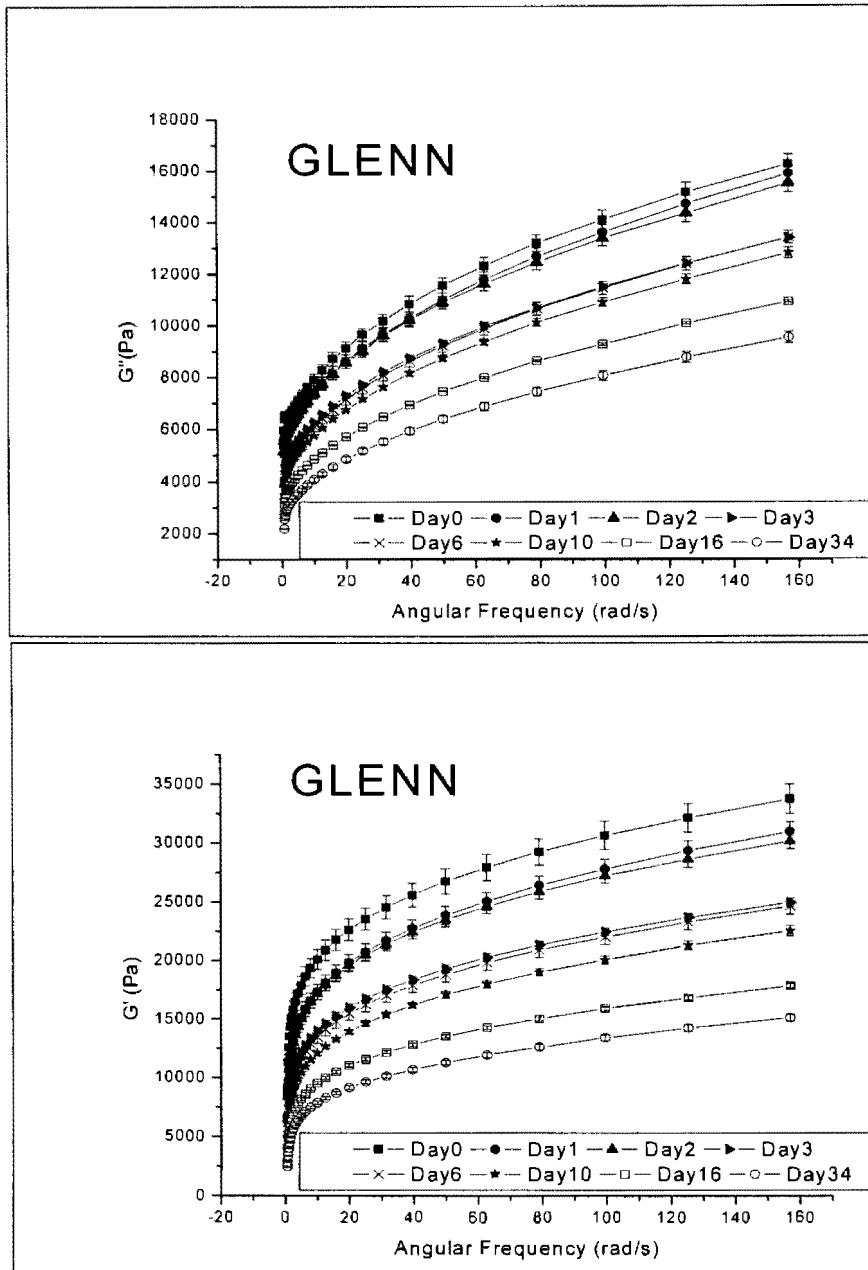 GLENN
G''(Pa)
18000
16000
14000
12000
10000
8000
6000
4000
2000
Day0 Day1 Day2 Day3
Day6 Day10 Day16 Day34
-20 0 20 40 60 80 100 120 140 160
Angular Frequency (rad/s)
GLENN
G' (Pa)
35000
30000
25000
20000
15000
10000
5000
0
Day0 Day1 Day2 Day3
Day6 Day10 Day16 Day34
-20 0 20 40 60 80 100 120 140 160
Angular Frequency (rad/s)